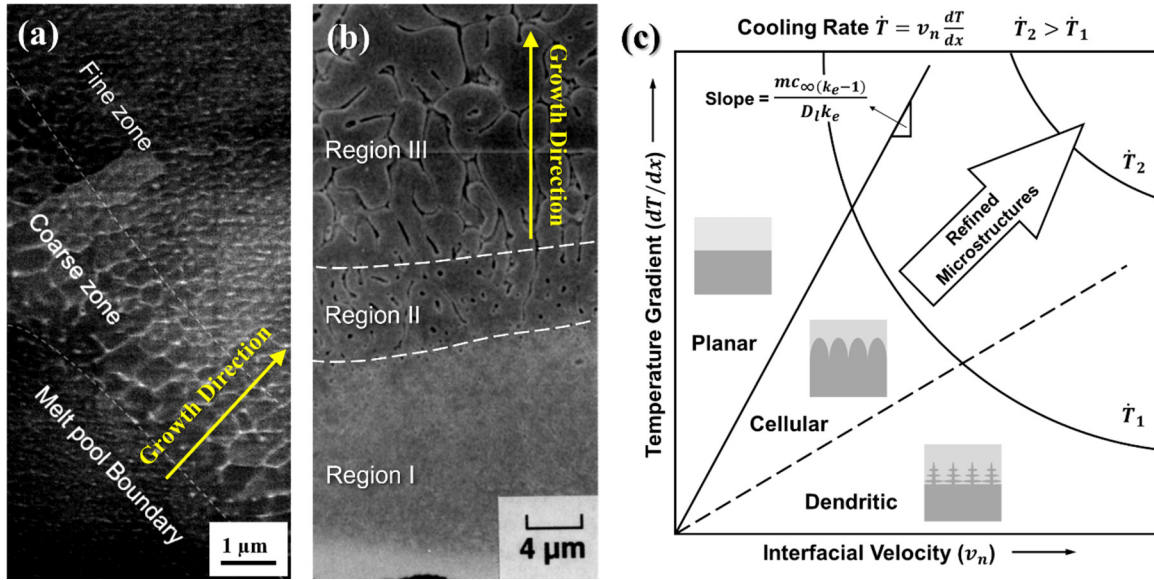 (a)
Fine zone
Coarse zone
Growth Direction
Melt pool Boundary
1 μm
(b)
Growth Direction
Region III
Region II
Region I
4 μm
(c)
Cooling Rate Ṫ = vₙ dT/dx Ṫ₂ > Ṫ₁
Slope = mc∞(kₑ−1)/Dₗkₑ
Temperature Gradient (dT/dx)
Ṫ₂
Refined
Microstructures
Planar
Cellular
Ṫ₁
Dendritic
Interfacial Velocity (vₙ)